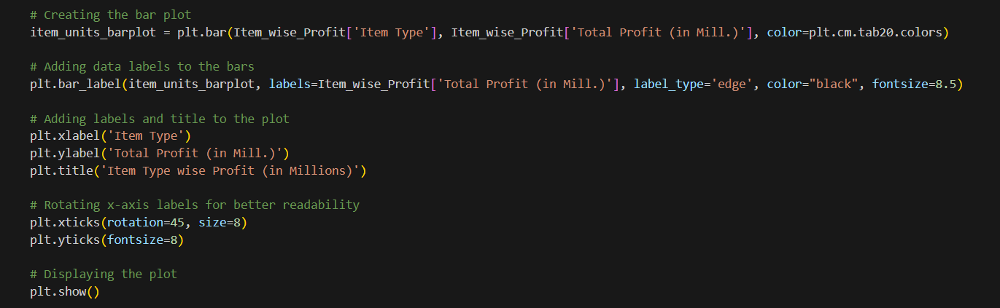 # Creating the bar plot
item_units_barplot = plt.bar(Item_wise_Profit['Item Type'], Item_wise_Profit['Total Profit (in Mill.)'], color=plt.cm.tab20.colors)
# Adding data labels to the bars
plt.bar_label(item_units_barplot, labels=Item_wise_Profit['Total Profit (in Mill.)'], label_type='edge', color="black", fontsize=8.5)
# Adding labels and title to the plot
plt.xlabel('Item Type')
plt.ylabel('Total Profit (in Mill.)')
plt.title('Item Type wise Profit (in Millions)')
# Rotating x-axis labels for better readability
plt.xticks(rotation=45, size=8)
plt.yticks(fontsize=8)
# Displaying the plot
plt.show()